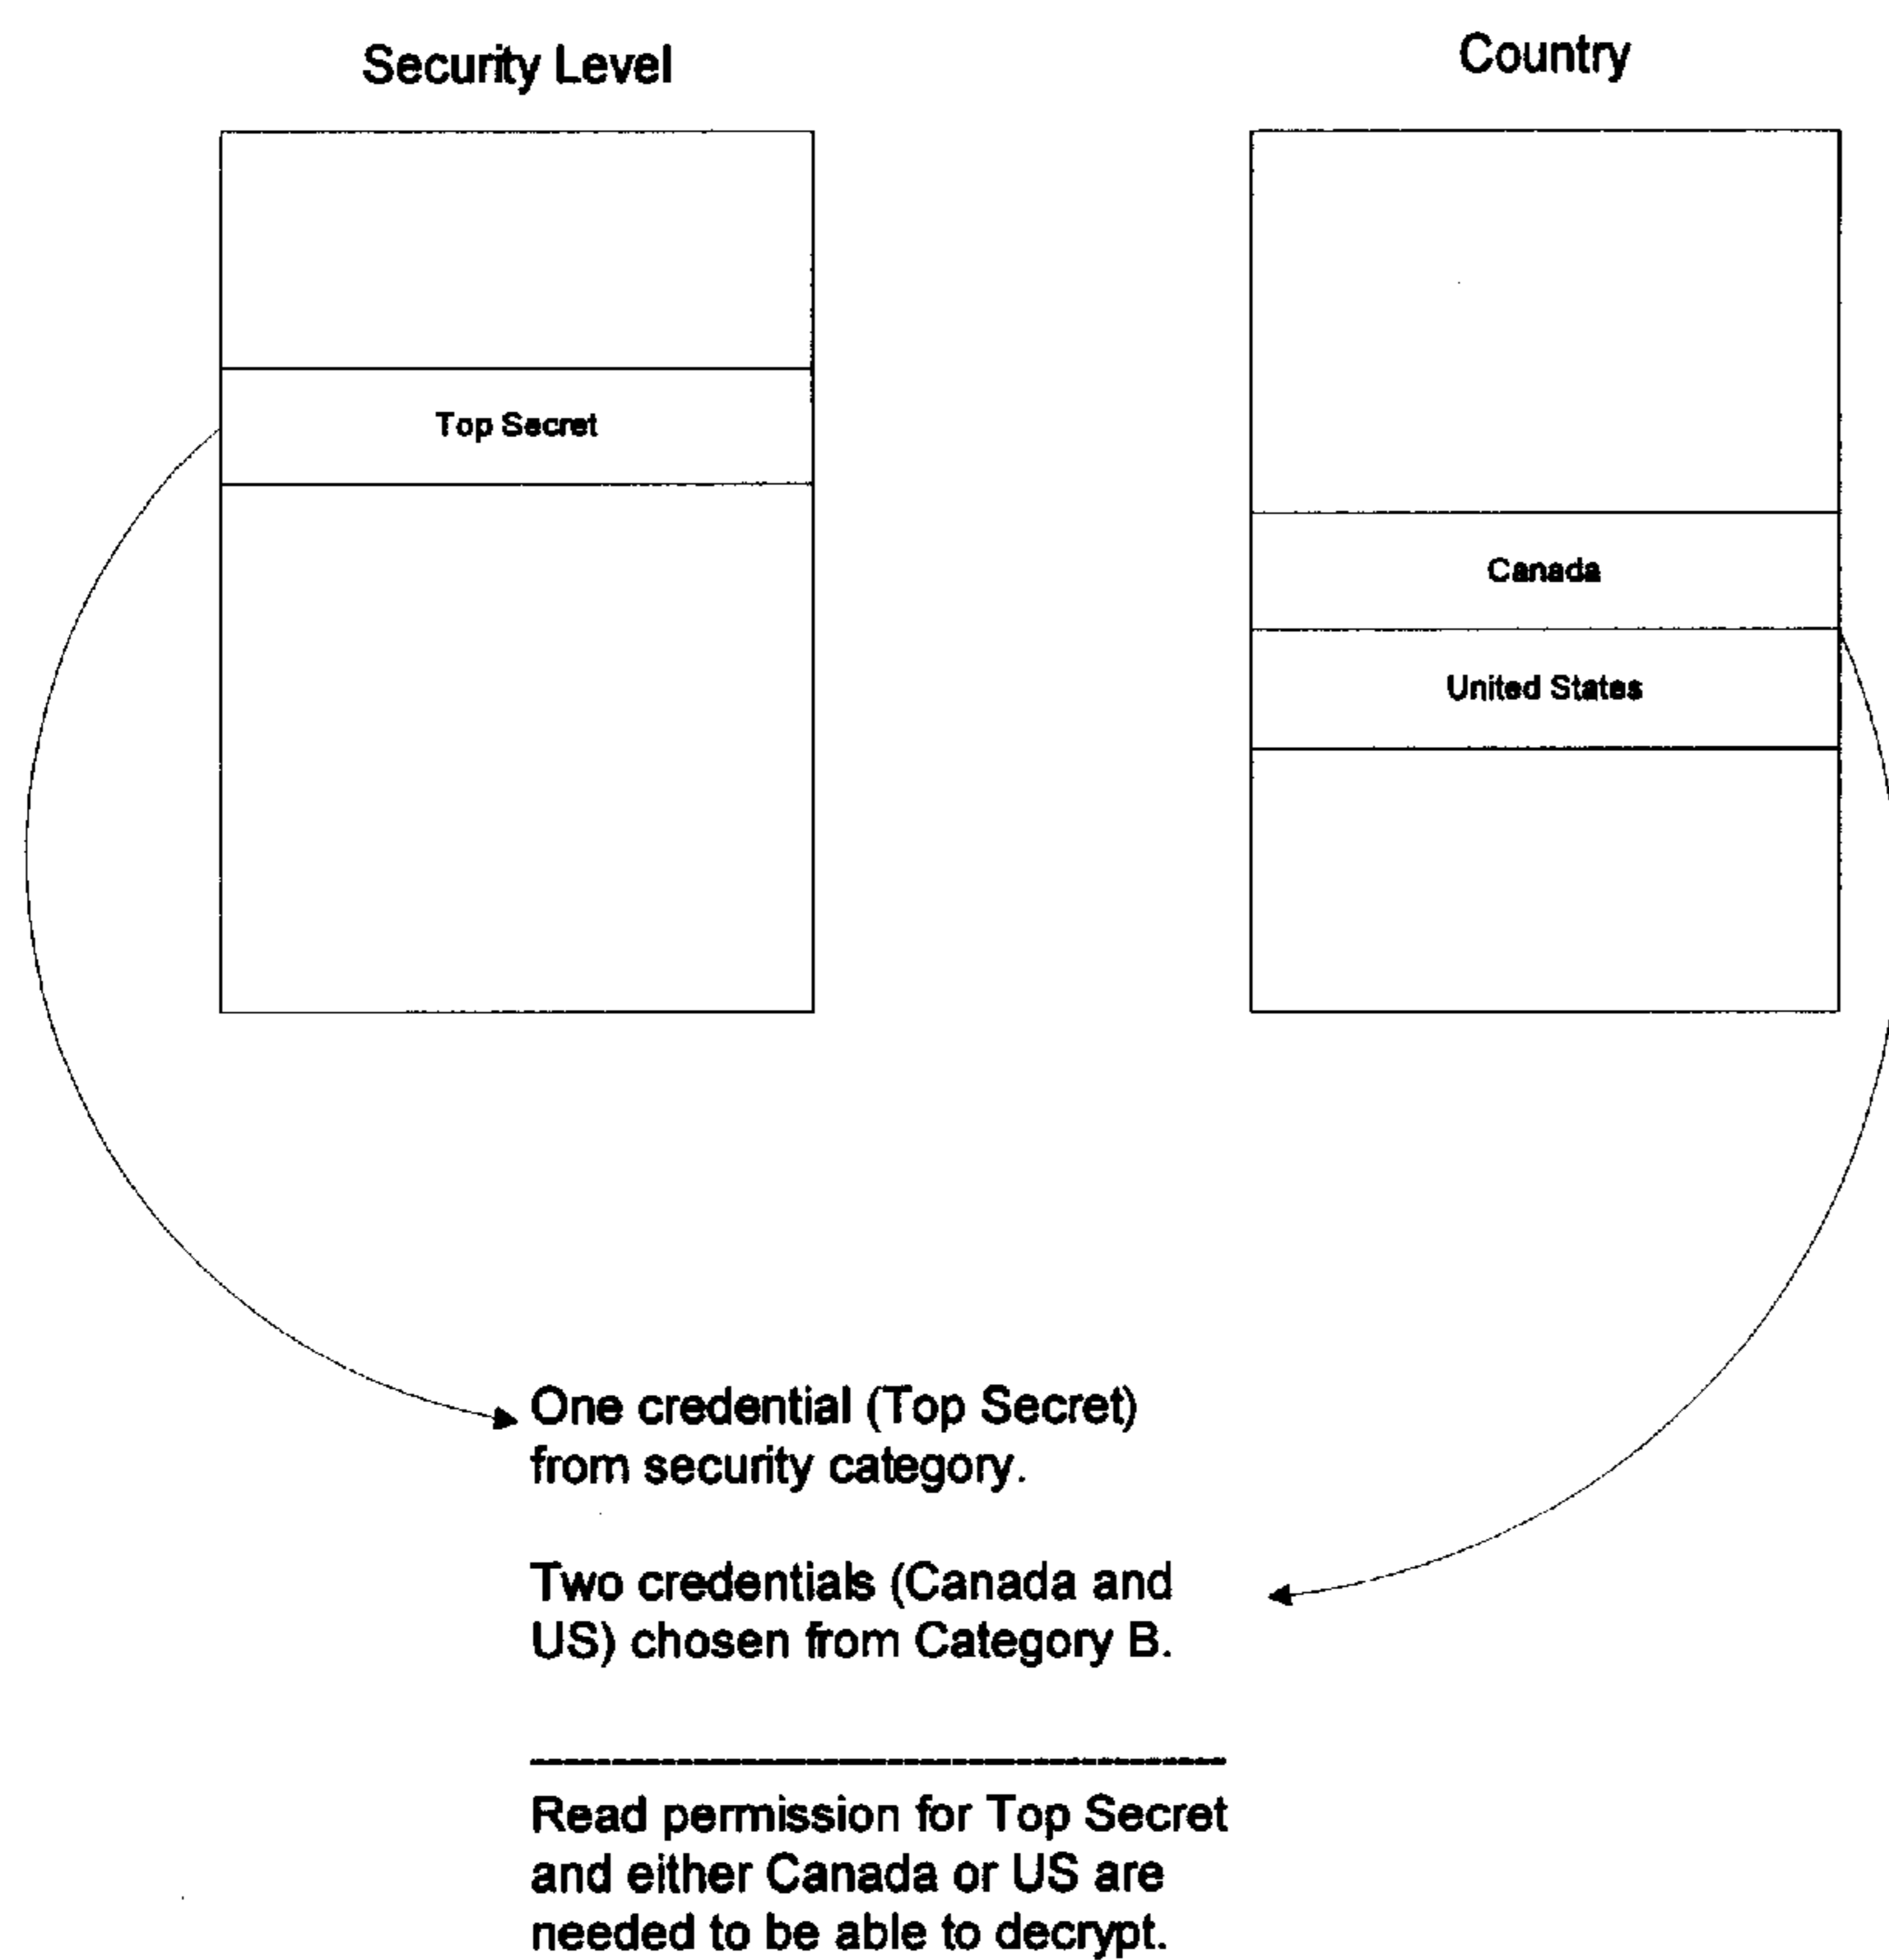 Security Level
Country
Top Secret
Canada
United States
One credential (Top Secret)
from security category.
Two credentials (Canada and
US) chosen from Category B.
Read permission for Top Secret
and either Canada or US are
needed to be able to decrypt.